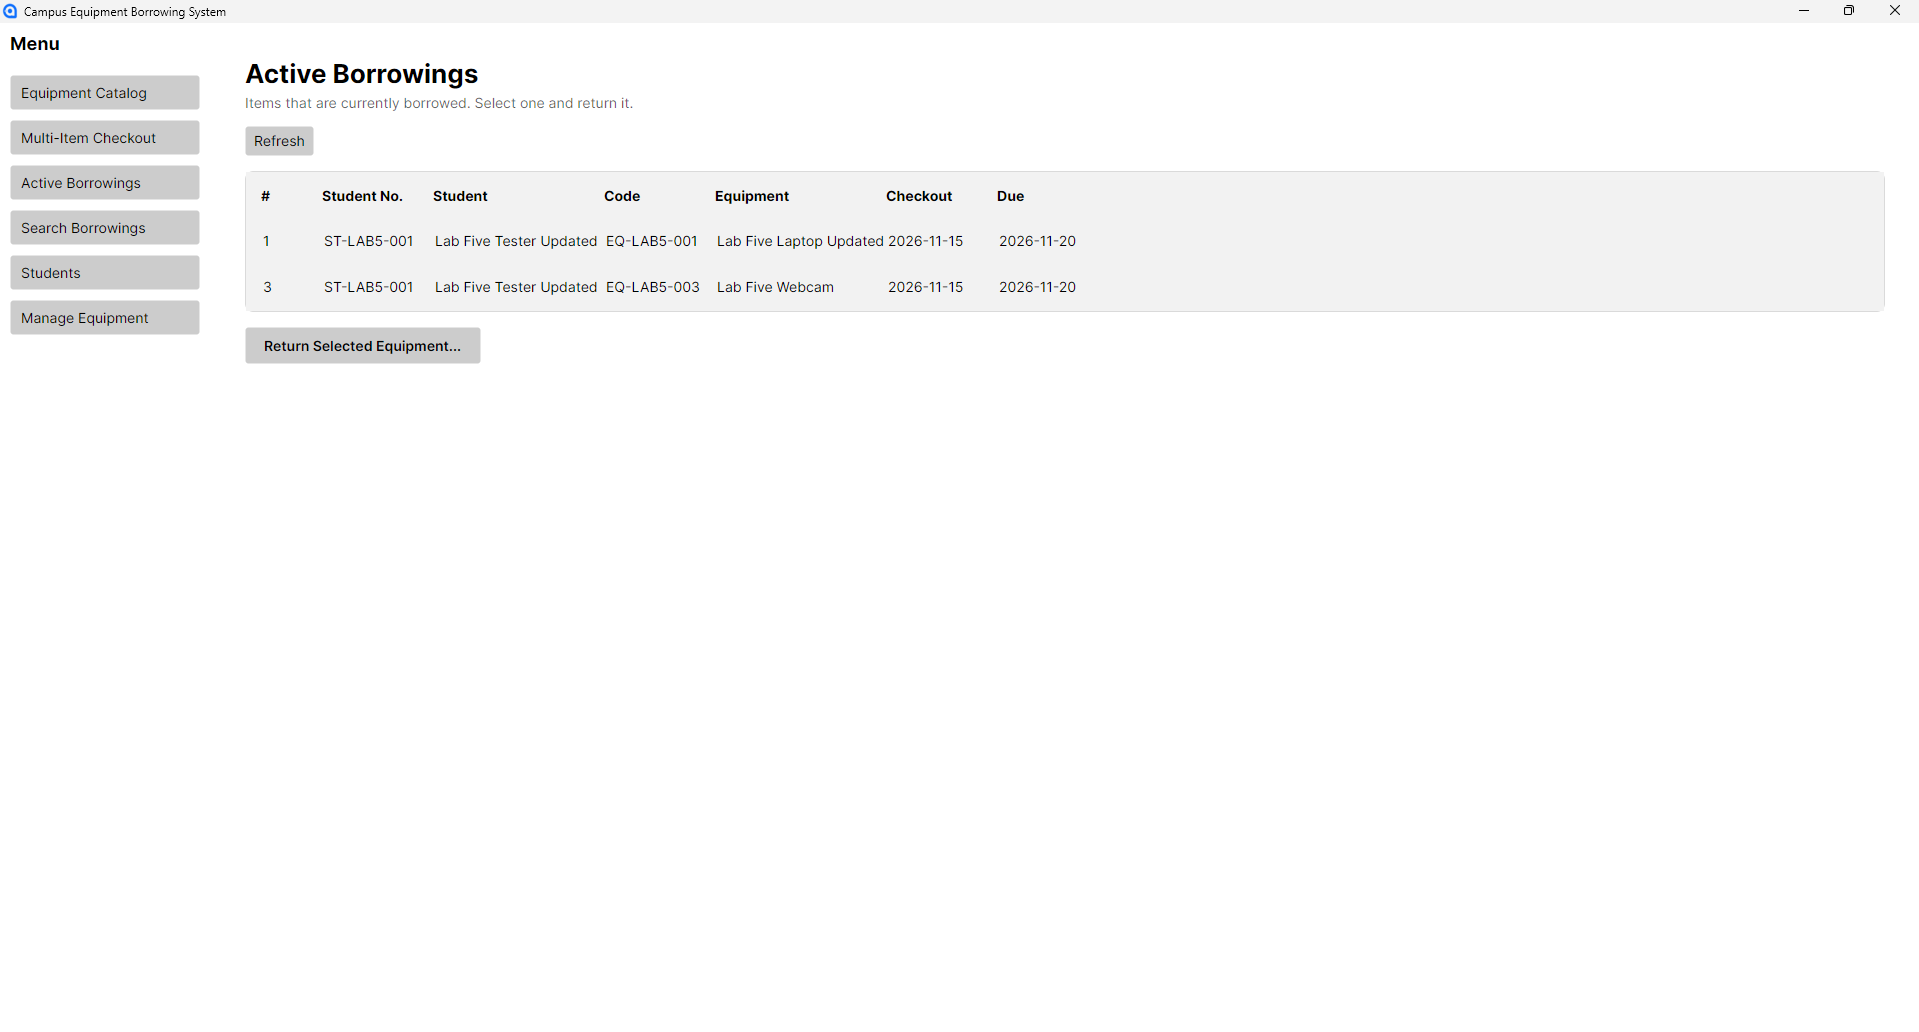 Campus Equipment Borrowing System
Menu
Equipment Catalog
Multi-Item Checkout
Active Borrowings
Search Borrowings
Students
Manage Equipment
Active Borrowings
Items that are currently borrowed. Select one and return it.
Refresh
# Student No. Student Code Equipment Checkout Due
1 ST-LAB5-001 Lab Five Tester Updated EQ-LAB5-001 Lab Five Laptop Updated 2026-11-15 2026-11-20
3 ST-LAB5-001 Lab Five Tester Updated EQ-LAB5-003 Lab Five Webcam 2026-11-15 2026-11-20
Return Selected Equipment...